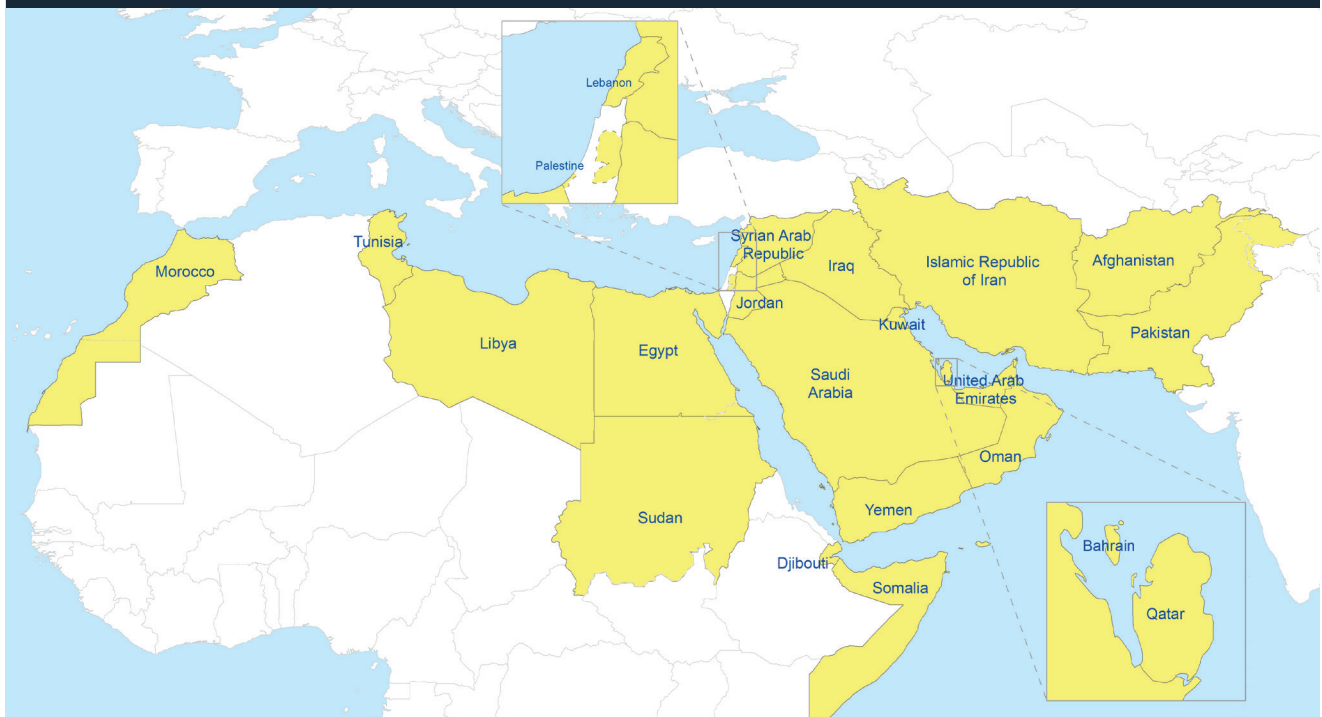 Lebanon
Palestine
Tunisia
Syrian Arab
Republic
Morocco
Iraq
Islamic Republic
of Iran
Afghanistan
Jordan
Kuwait
Pakistan
Libya
Egypt
Saudi
Arabia
United Arab
Emirates
Oman
Yemen
Sudan
Djibouti
Somalia
Bahrain
Qatar